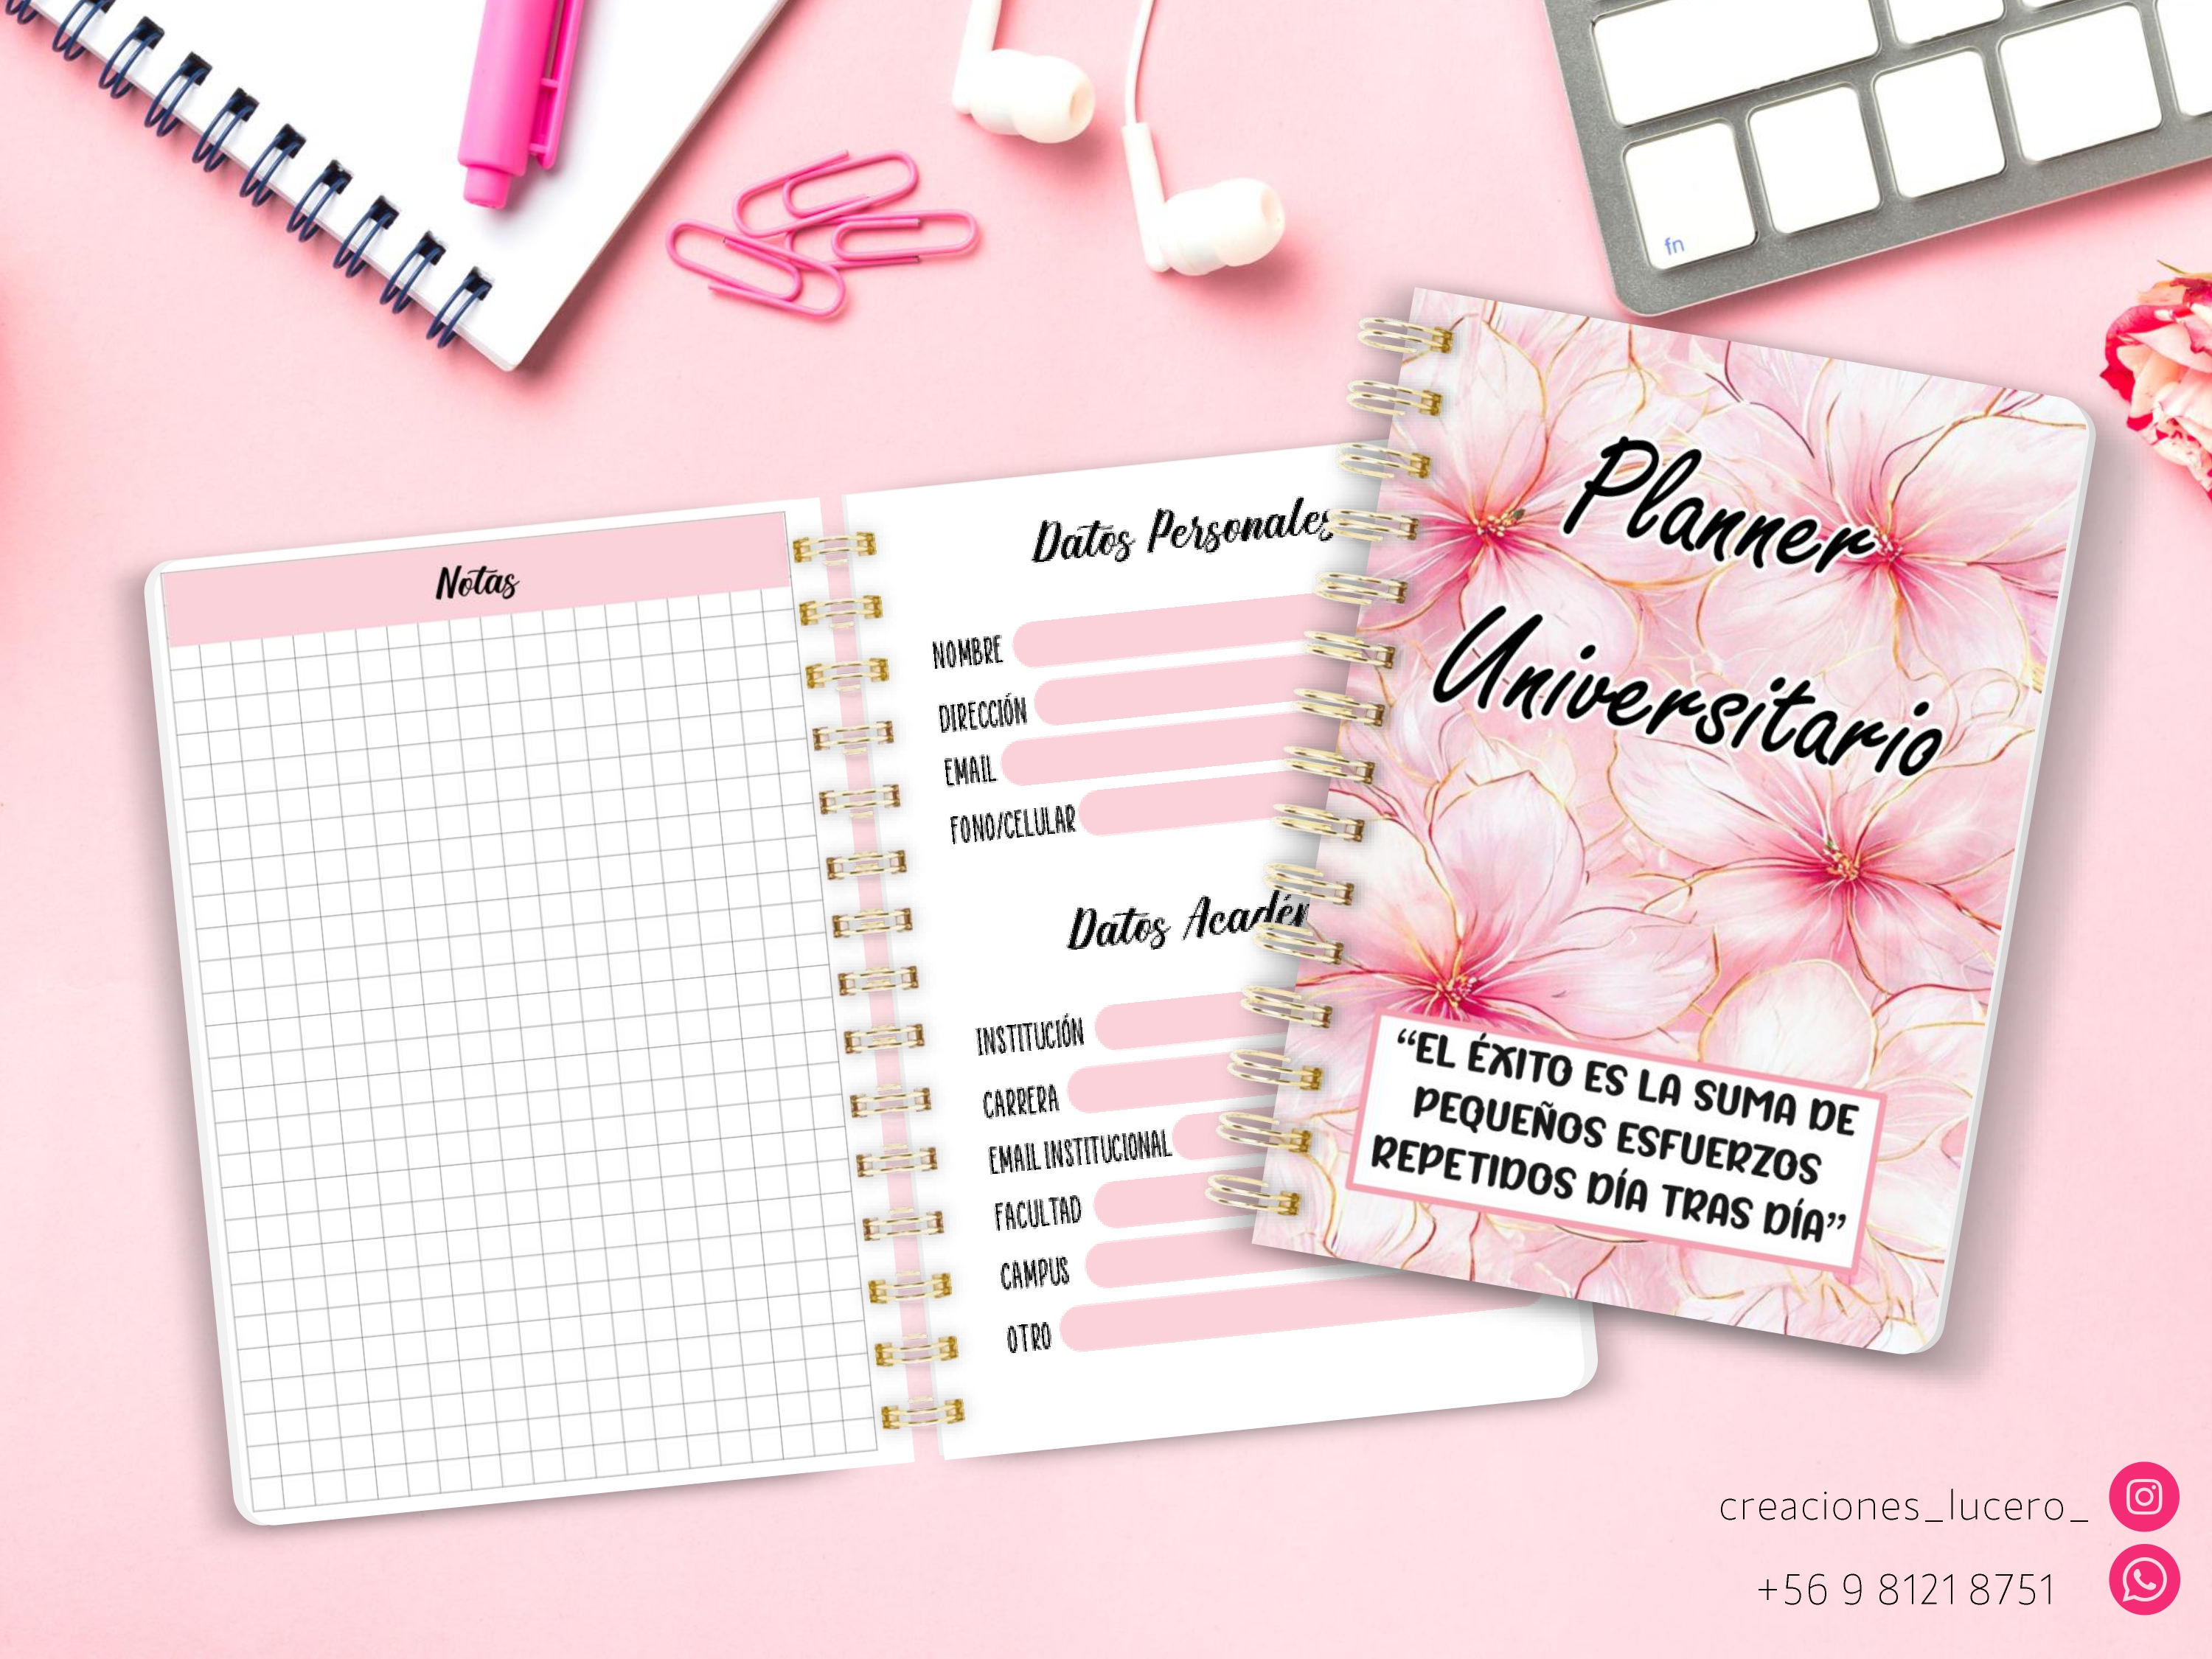 fn
Notas
Datos Personales
NOMBRE
DIRECCIÓN
EMAIL
FONO/CELULAR
Datos
INSTITUCIÓN
CARRERA
EMAIL INSTITUCIONAL
FACULTAD
CAMPUS
OTRO
Planner
Universitario
“EL ÉXITO ES LA SUMA DE
PEQUEÑOS ESFUERZOS
REPETIDOS DÍA TRAS DÍA”
creaciones_lucero_
+56 9 8121 8751